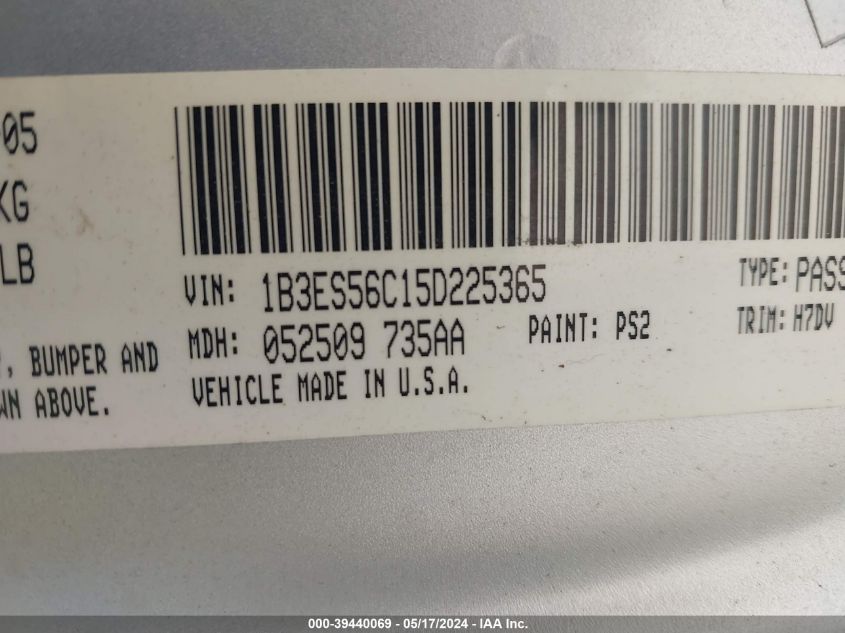 05
KG
LB
VIN: 1B3ES56C15D225365
TYPE: PASS
MDH: 052509 735AA
PAINT: PS2
TRIM: H7DV
, BUMPER AND
WN ABOVE.
VEHICLE MADE IN U.S.A.
000-39440069 - 05/17/2024 - IAA Inc.